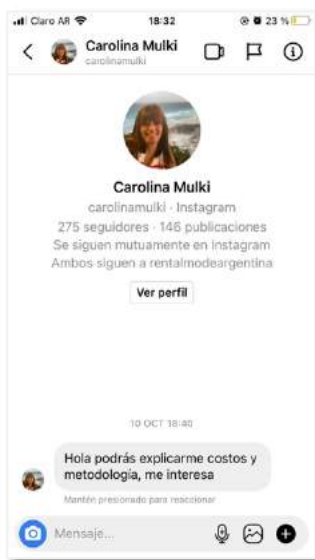 Claro AR 18:32 23 %
Carolina Mulki
carolinamulki
Carolina Mulki
carolinamulki · Instagram
275 seguidores · 146 publicaciones
Se siguen mutuamente en Instagram
Ambos siguen a rentalmodeargentina
Ver perfil
10 OCT 18:40
Hola podrás explicarme costos y
metodología, me interesa
Mantén presionado para reaccionar
Mensaje...